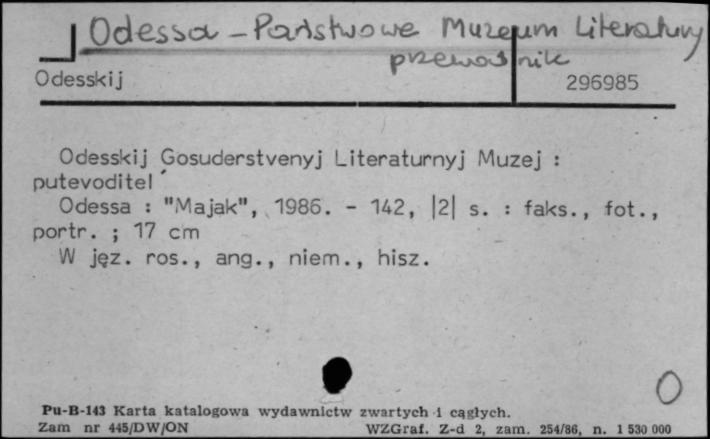 Odessa - Państwowe Muzeum Literatury
przewodnik
Odesskij
296985
Odesskij Gosuderstvenyj Literaturnyj Muzej :
putevoditel´
Odessa : "Majak", 1986. - 142, |2| s. : faks., fot.,
portr. ; 17 cm
W jęz. ros., ang., niem., hisz.
O
Pu-B-143 Karta katalogowa wydawnictw zwartych i cągłych.
Zam nr 445/DW/ON WZGraf. Z-d 2, zam. 254/86, n. 1 530 000